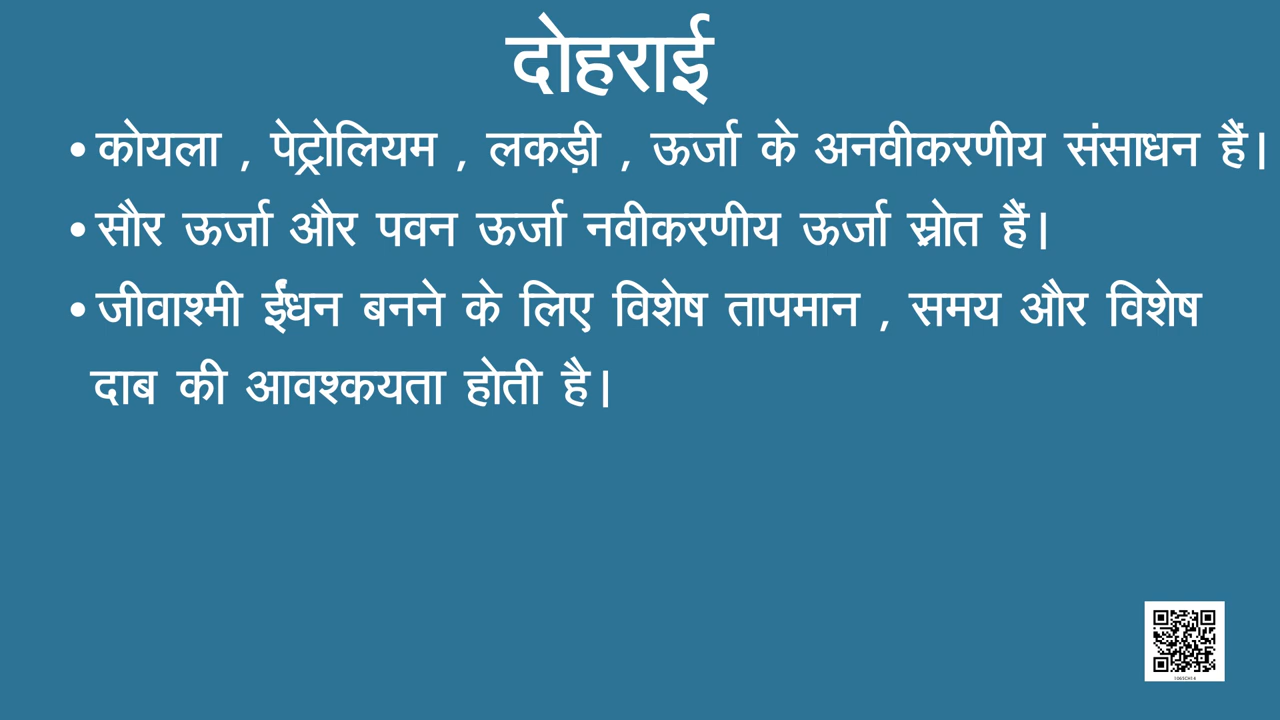 दोहराई
• कोयला , पेट्रोलियम , लकड़ी , ऊर्जा के अनवीकरणीय संसाधन हैं।
• सौर ऊर्जा और पवन ऊर्जा नवीकरणीय ऊर्जा स्रोत हैं।
• जीवाश्मी ईंधन बनने के लिए विशेष तापमान , समय और विशेष
दाब की आवश्कयता होती है।